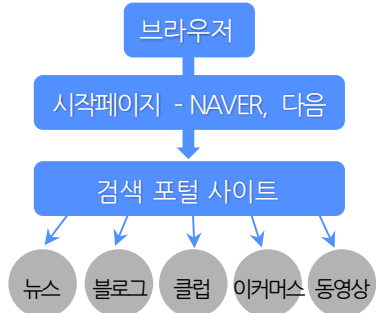 브라우저
시작페이지 - NAVER, 다음
검색 포털 사이트
뉴스 블로그 클럽 이커머스 동영상